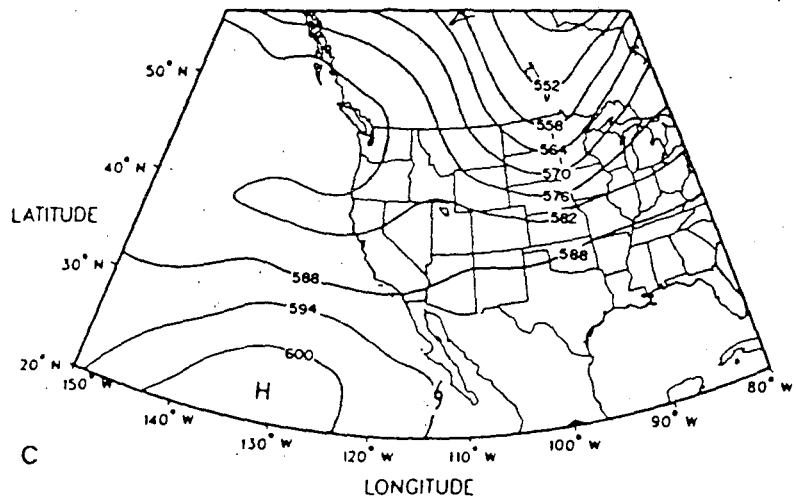 50° N
40° N
LATITUDE
30° N
20° N
150° W
140° W
130° W
120° W
110° W
100° W
90° W
80° W
LONGITUDE
552
558
564
570
576
582
588
588
594
600
H
C